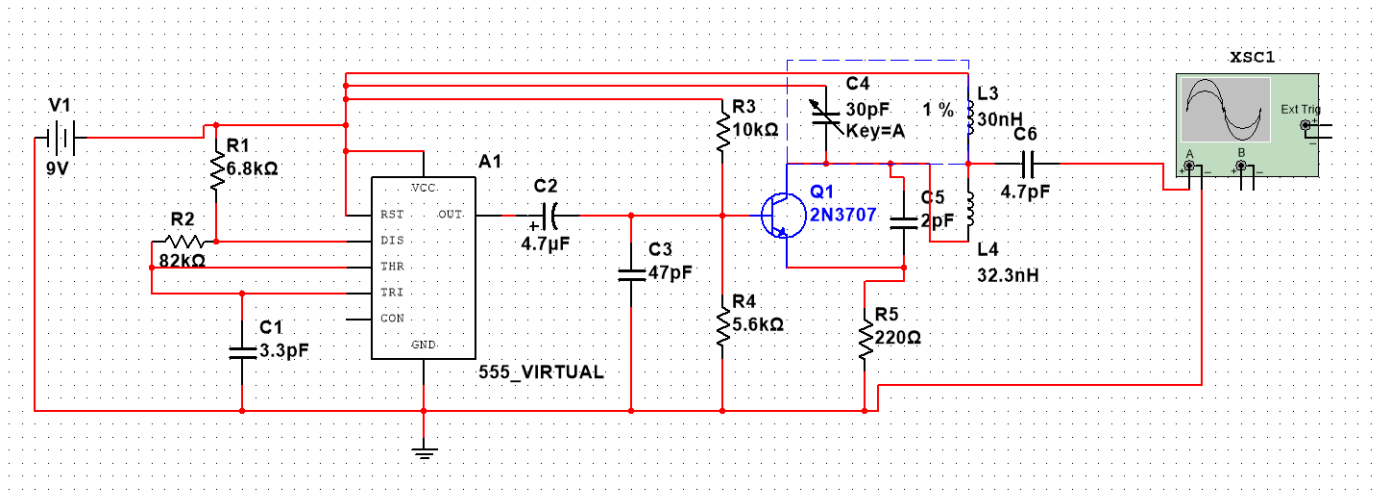 XSC1
V1
9V
R1
6.8kΩ
R2
82kΩ
C1
3.3pF
A1
VCC
RST
OUT
DIS
THR
TRI
CON
GND
555_VIRTUAL
C2
+
4.7µF
C3
47pF
R3
10kΩ
R4
5.6kΩ
C4
30pF
1 %
Key=A
Q1
2N3707
C5
2pF
L3
30nH
C6
4.7pF
L4
32.3nH
R5
220Ω
Ext Trig
+
–
A
B
+
–
+
–